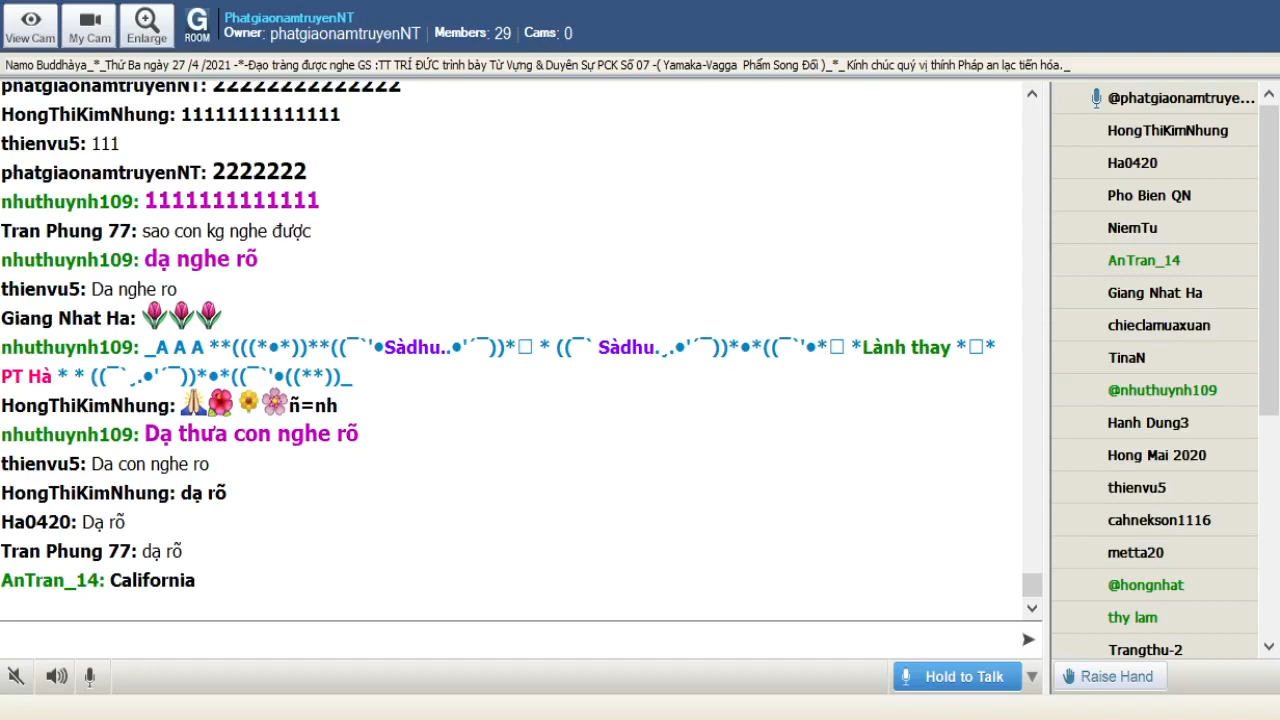 View Cam
My Cam
Enlarge
G
ROOM
PhatgiaonamtruyenNT
Owner: phatgiaonamtruyenNT
Members: 29
Cams: 0
Namo Buddhàya_*_Thứ Ba ngày 27 /4 /2021 -*-Đạo tràng được nghe GS :TT TRÍ ĐỨC trình bày Từ Vựng & Duyên Sự PCK Số 07 -( Yamaka-Vagga Phẩm Song Đối )_*_ Kính chúc quý vị thính Pháp an lạc tiến hóa._
phatgiaonamtruyenNT: 222222222222222
HongThiKimNhung: 11111111111111
thienvu5: 111
phatgiaonamtruyenNT: 2222222
nhuthuynh109: 1111111111111
Tran Phung 77: sao con kg nghe được
nhuthuynh109: dạ nghe rõ
thienvu5: Da nghe ro
Giang Nhat Ha: 🌷🌷🌷
nhuthuynh109: _A A A **(((*•*))**((¯`'•Sàdhu..•'´¯))*□ * ((¯` Sàdhu.¸.•'´¯))*•*((¯`'•*□ *Lành thay *□*
PT Hà * * ((¯`¸.•'´¯))*•*((¯`'•((**))_
HongThiKimNhung: 🙏🌺🌼🌸ñ=nh
nhuthuynh109: Dạ thưa con nghe rõ
thienvu5: Da con nghe ro
HongThiKimNhung: dạ rõ
Ha0420: Dạ rõ
Tran Phung 77: dạ rõ
AnTran_14: California
Hold to Talk
@phatgiaonamtruye...
HongThiKimNhung
Ha0420
Pho Bien QN
NiemTu
AnTran_14
Giang Nhat Ha
chieclamuaxuan
TinaN
@nhuthuynh109
Hanh Dung3
Hong Mai 2020
thienvu5
cahnekson1116
metta20
@hongnhat
thy lam
Trangthu-2
Raise Hand